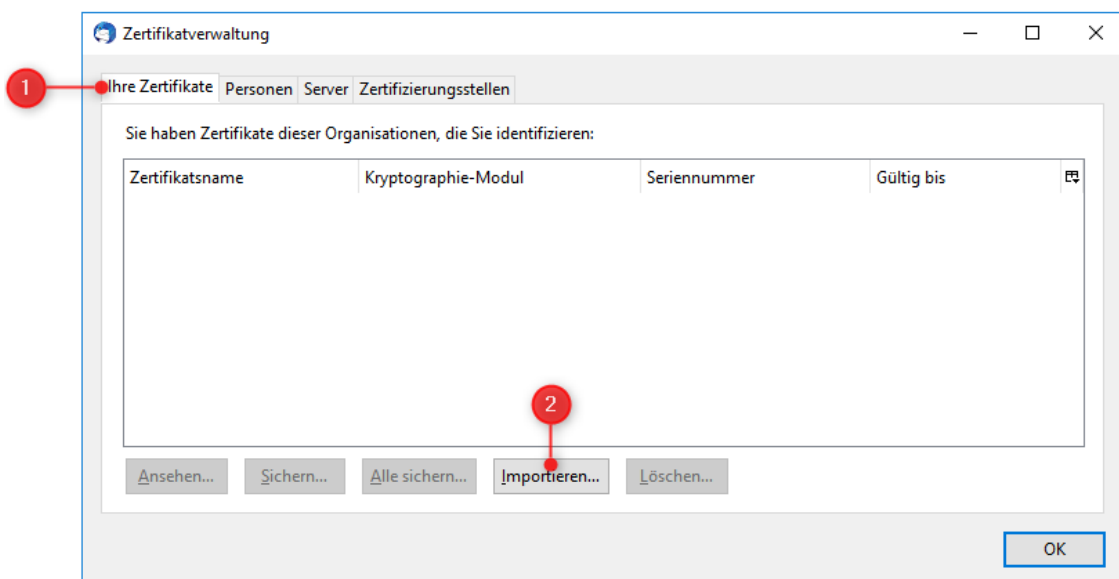 Zertifikatverwaltung
1
Ihre Zertifikate Personen Server Zertifizierungsstellen
Sie haben Zertifikate dieser Organisationen, die Sie identifizieren:
Zertifikatsname Kryptographie-Modul Seriennummer Gültig bis
2
Ansehen... Sichern... Alle sichern... Importieren... Löschen...
OK